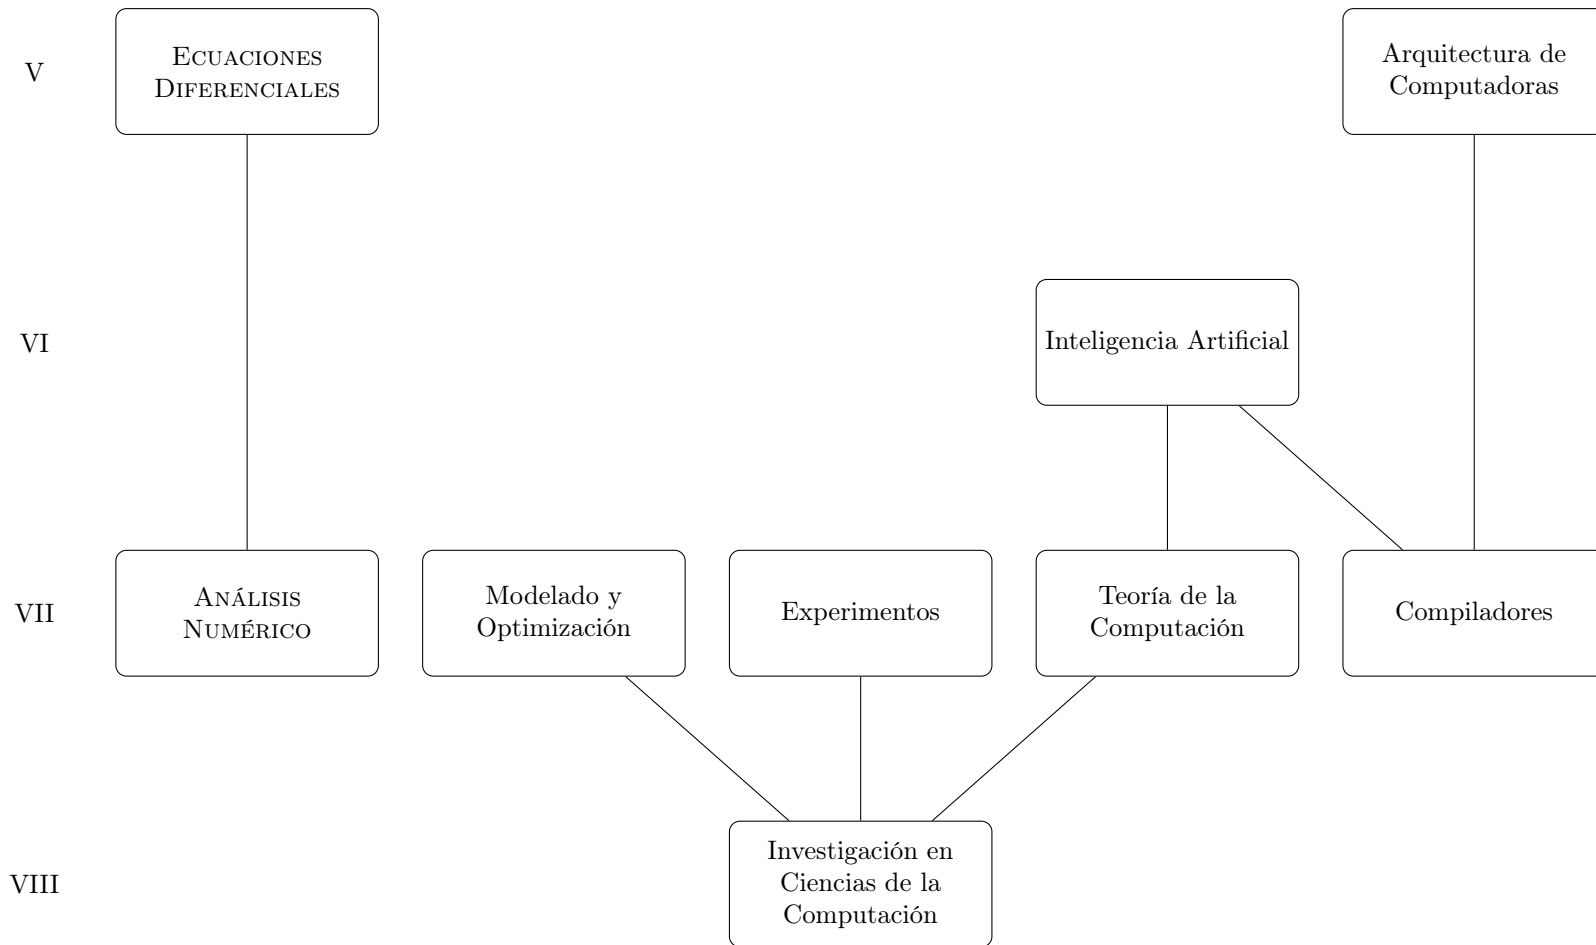 V
Ecuaciones
Diferenciales
Arquitectura de
Computadoras
VI
Inteligencia Artificial
VII
Análisis
Numérico
Modelado y
Optimización
Experimentos
Teoría de la
Computación
Compiladores
VIII
Investigación en
Ciencias de la
Computación